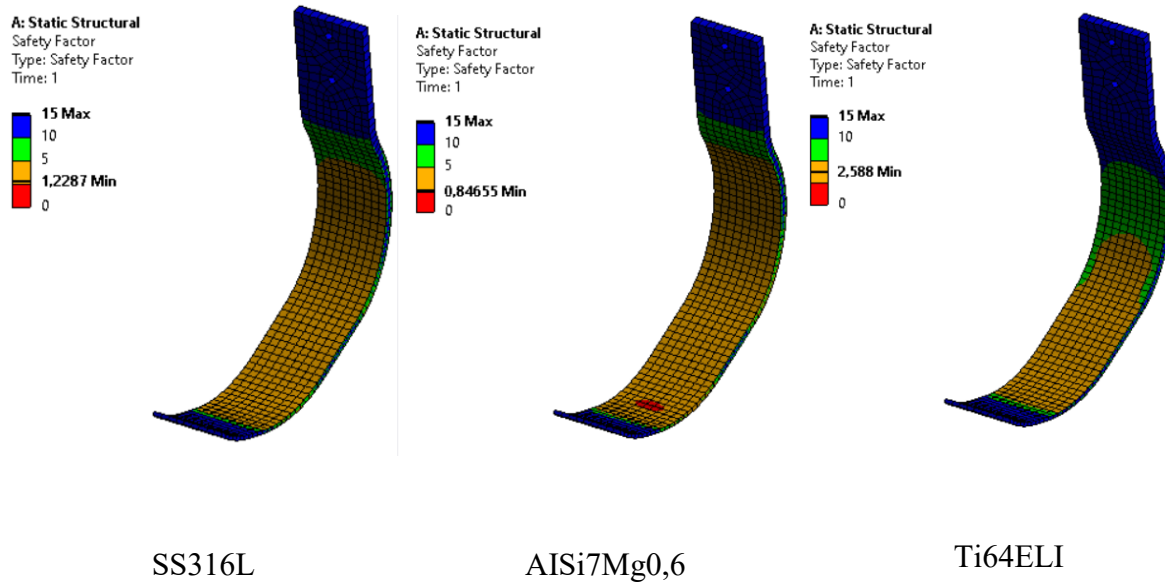 A: Static Structural
Safety Factor
Type: Safety Factor
Time: 1
15 Max
10
5
1,2287 Min
0
A: Static Structural
Safety Factor
Type: Safety Factor
Time: 1
15 Max
10
5
0,84655 Min
0
A: Static Structural
Safety Factor
Type: Safety Factor
Time: 1
15 Max
10
2,588 Min
0
SS316L
AISi7Mg0,6
Ti64ELI